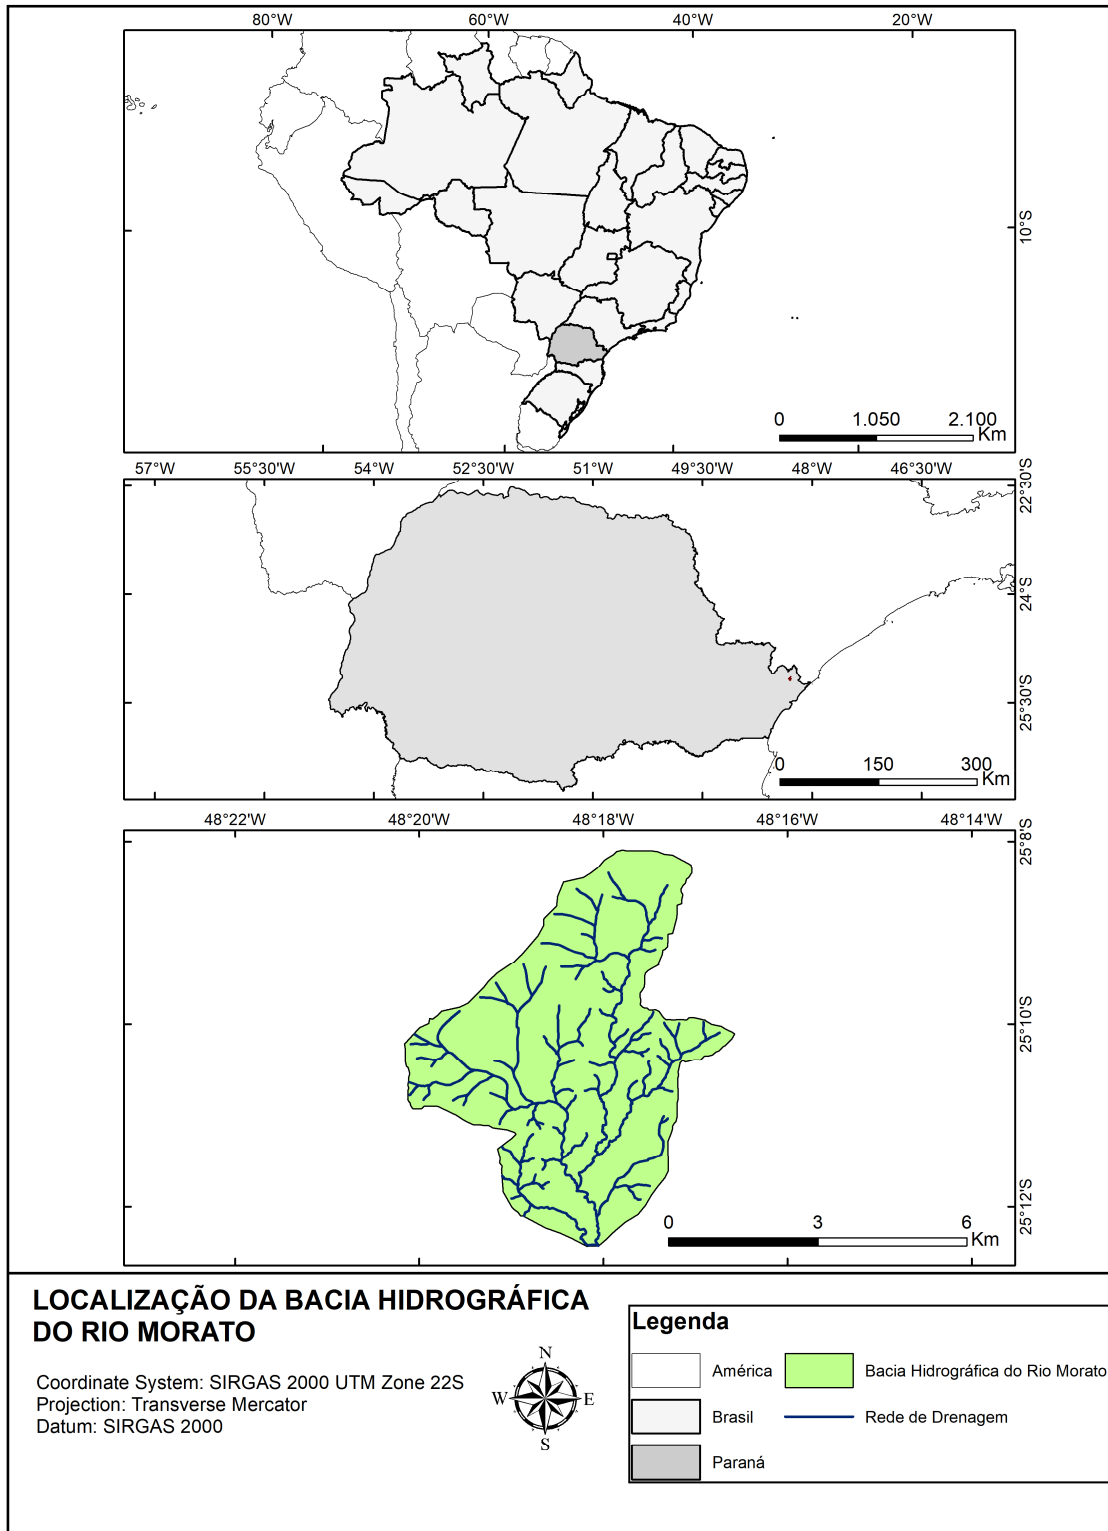 80°W 60°W 40°W 20°W
10°S
0 1.050 2.100
Km
57°W 55°30'W 54°W 52°30'W 51°W 49°30'W 48°W 46°30'W
22°30'S
24°S
25°30'S
0 150 300
Km
48°22'W 48°20'W 48°18'W 48°16'W 48°14'W
25°8'S
25°10'S
25°12'S
0 3 6
Km
LOCALIZAÇÃO DA BACIA HIDROGRÁFICA
DO RIO MORATO
Coordinate System: SIRGAS 2000 UTM Zone 22S
Projection: Transverse Mercator
Datum: SIRGAS 2000
N
W E
S
Legenda
América Bacia Hidrográfica do Rio Morato
Brasil Rede de Drenagem
Paraná